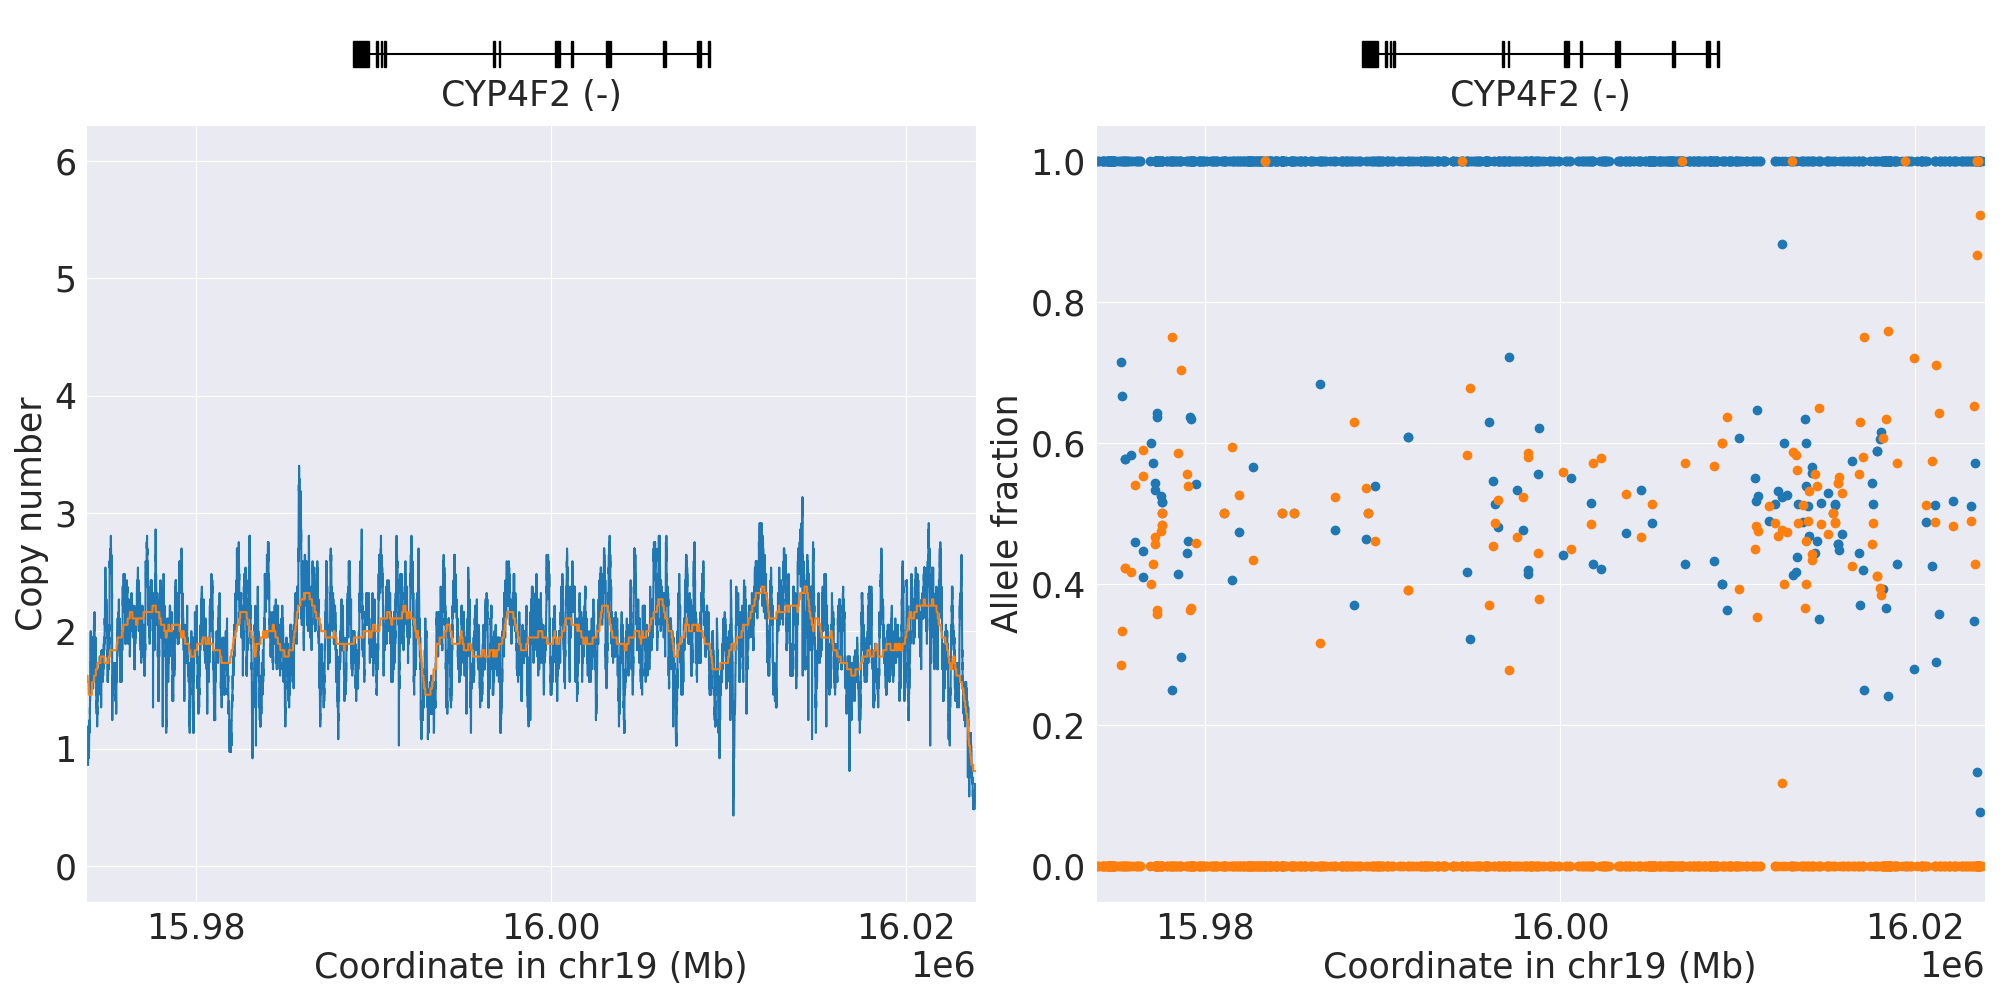 CYP4F2 (-)
Copy number
6
5
4
3
2
1
0
15.98
16.00
16.02
Coordinate in chr19 (Mb)
1e6
CYP4F2 (-)
Allele fraction
1.0
0.8
0.6
0.4
0.2
0.0
15.98
16.00
16.02
Coordinate in chr19 (Mb)
1e6